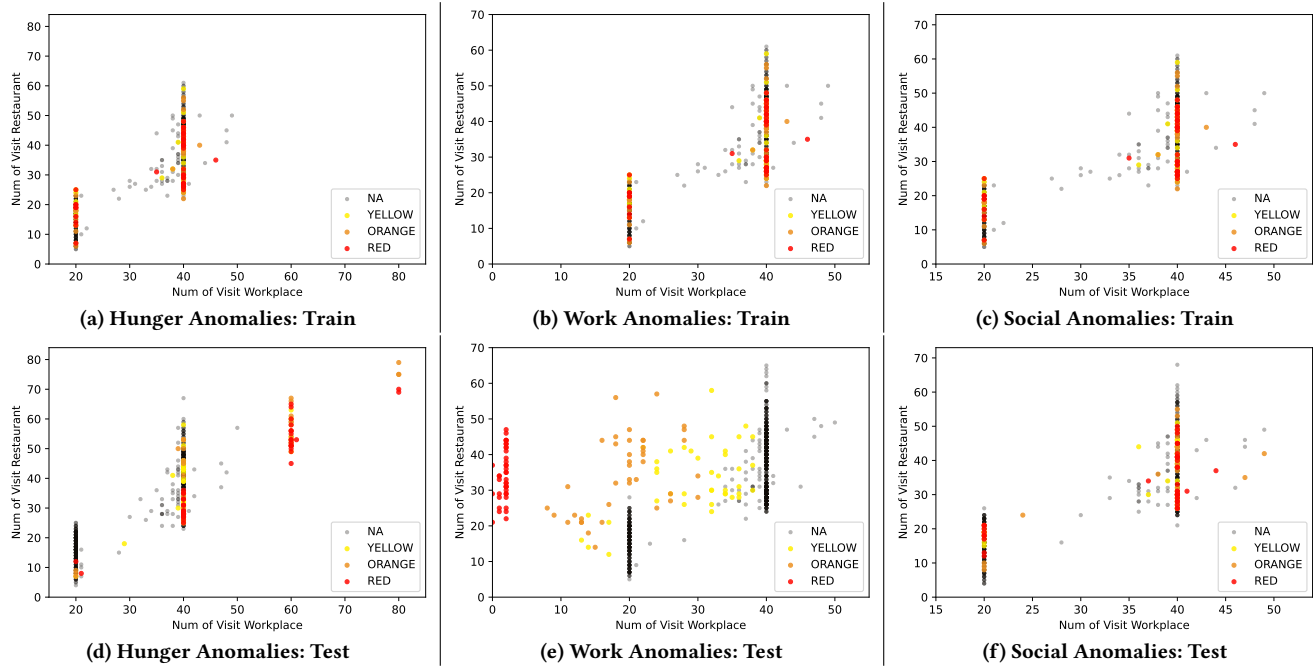 80
70
60
50
40
30
20
10
0
Num of Visit Restaurant
NA
YELLOW
ORANGE
RED
20 30 40 50 60 70 80
Num of Visit Workplace
(a) Hunger Anomalies: Train
70
60
50
40
30
20
10
0
Num of Visit Restaurant
NA
YELLOW
ORANGE
RED
0 10 20 30 40 50
Num of Visit Workplace
(b) Work Anomalies: Train
70
60
50
40
30
20
10
0
Num of Visit Restaurant
NA
YELLOW
ORANGE
RED
15 20 25 30 35 40 45 50
Num of Visit Workplace
(c) Social Anomalies: Train
80
70
60
50
40
30
20
10
0
Num of Visit Restaurant
NA
YELLOW
ORANGE
RED
20 30 40 50 60 70 80
Num of Visit Workplace
(d) Hunger Anomalies: Test
70
60
50
40
30
20
10
0
Num of Visit Restaurant
NA
YELLOW
ORANGE
RED
0 10 20 30 40 50
Num of Visit Workplace
(e) Work Anomalies: Test
70
60
50
40
30
20
10
0
Num of Visit Restaurant
NA
YELLOW
ORANGE
RED
15 20 25 30 35 40 45 50
Num of Visit Workplace
(f) Social Anomalies: Test